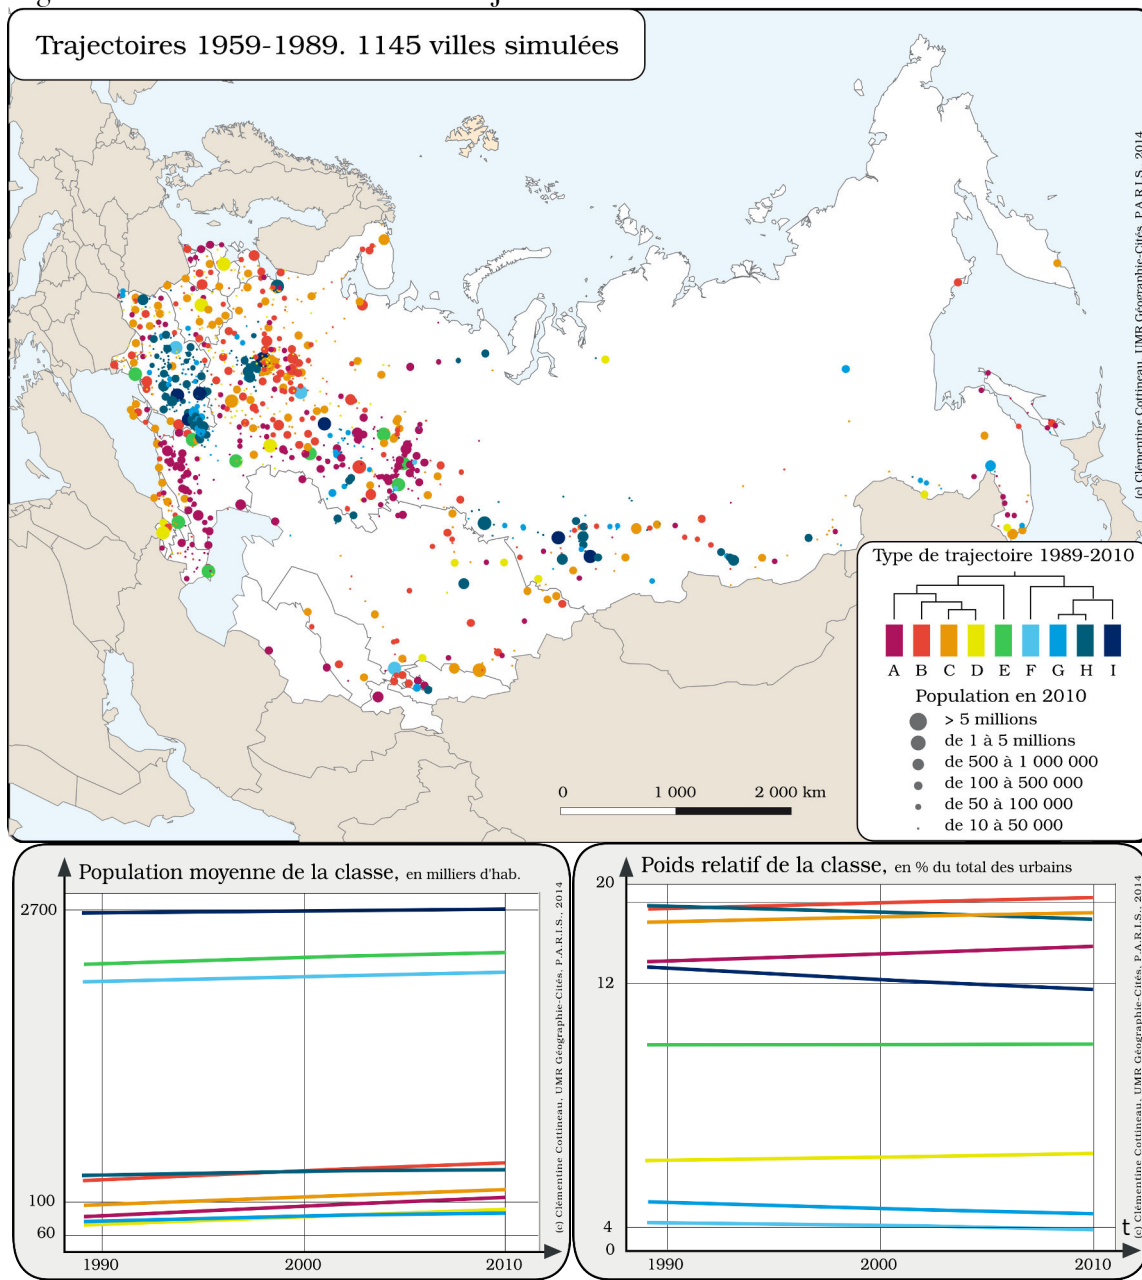 Trajectoires 1959-1989. 1145 villes simulées
(c) Clémentine Cottineau, UMR Géographie-Cités, P.A.R.I.S., 2014
Type de trajectoire 1989-2010
A B C D E F G H I
Population en 2010
> 5 millions
de 1 à 5 millions
de 500 à 1 000 000
de 100 à 500 000
de 50 à 100 000
de 10 à 50 000
0 1 000 2 000 km
Population moyenne de la classe, en milliers d'hab.
2700
100
60
1990 2000 2010
(c) Clémentine Cottineau, UMR Géographie-Cités, P.A.R.I.S., 2014
Poids relatif de la classe, en % du total des urbains
20
12
4
0
t
1990 2000 2010
(c) Clémentine Cottineau, UMR Géographie-Cités, P.A.R.I.S., 2014